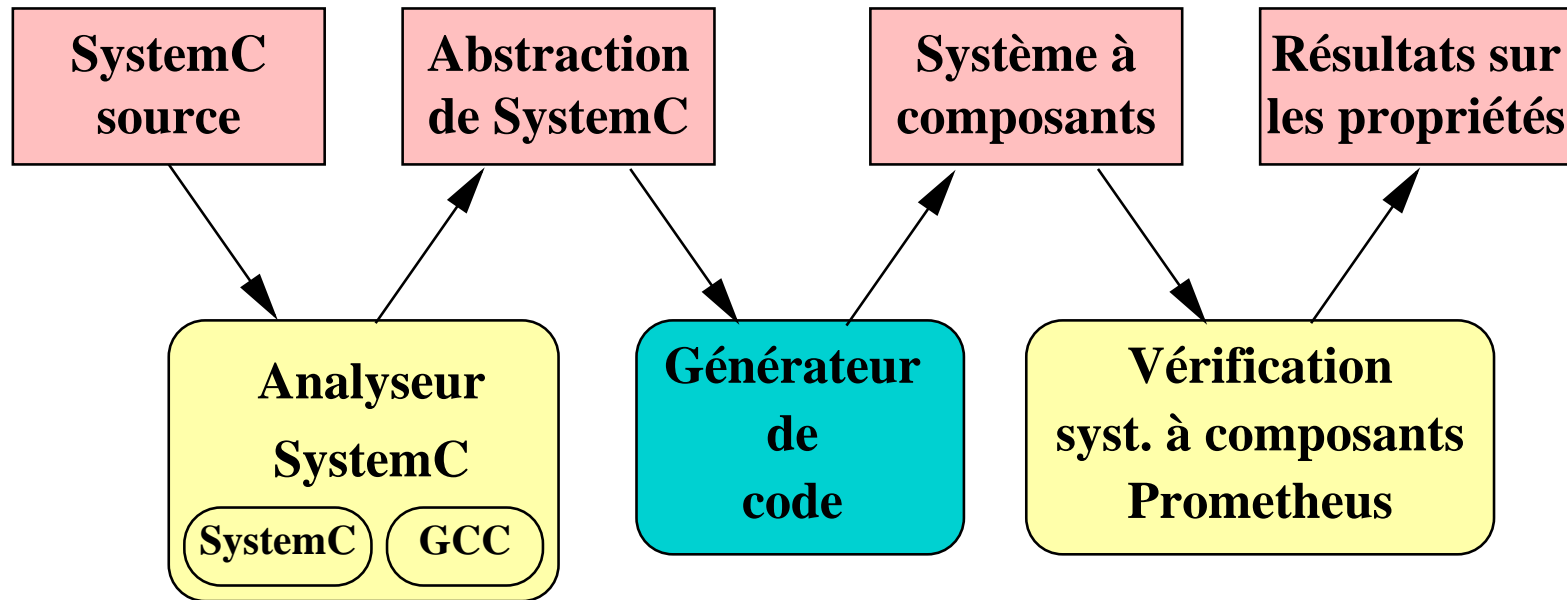 SystemC
source
Abstraction
de SystemC
Système à
composants
Résultats sur
les propriétés
Analyseur
SystemC
SystemC
GCC
Générateur
de
code
Vérification
syst. à composants
Prometheus